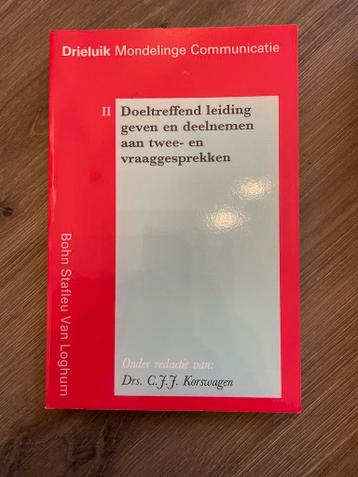 Drieluik Mondelinge Communicatie
II Doeltreffend leiding
geven en deelnemen
aan twee- en
vraaggesprekken
Bohn Stafleu Van Loghum
Onder redactie van:
Drs. C.J.J. Korswagen